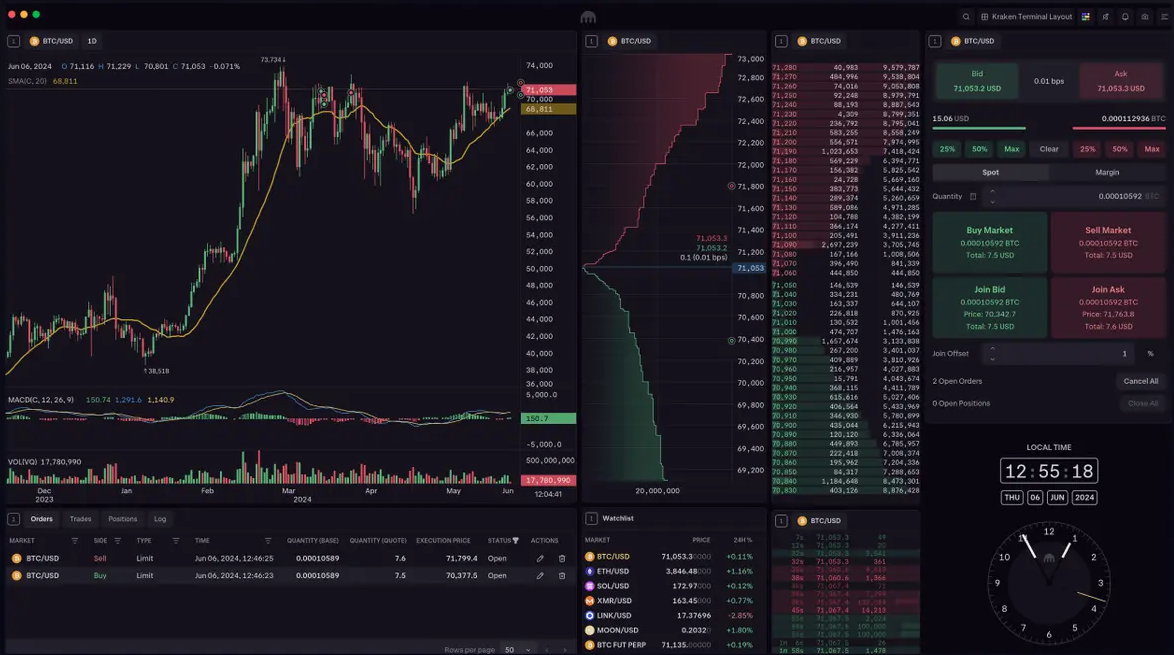 Kraken Terminal Layout
1 BTC/USD 1D
Jun 06, 2024 O 71,116 H 71,229 L 70,801 C 71,053 -0.071%
SMA(C, 20) 68,811
73,734
38,518
74,000
71,053
70,000
68,811
66,000
64,000
62,000
60,000
58,000
56,000
54,000
52,000
50,000
48,000
46,000
44,000
42,000
40,000
38,000
36,000
MACD(C, 12, 26, 9) 150.74 1,291.6 1,140.9
5,000.0
150.7
-5,000.0
VOL(VQ) 17,780,990
500,000,000
17,780,990
Dec Jan Feb Mar Apr May Jun
2023 2024
12:04:41
1 BTC/USD
73,000
72,800
72,600
72,400
72,200
72,000
71,800
71,600
71,400
71,200
71,053.3
71,053.2
0.1 (0.01 bps)
71,053
70,800
70,600
70,400
70,200
70,000
69,800
69,600
69,400
69,200
20,000,000
1 BTC/USD
71,280 40,983 9,579,787
71,270 484,996 9,538,804
71,260 74,016 9,053,808
71,250 92,248 8,979,791
71,240 88,193 8,887,543
71,230 4,309 8,799,351
71,220 236,792 8,795,041
71,210 583,255 8,558,249
71,200 556,571 7,974,995
71,190 1,023,653 7,418,424
71,180 569,229 6,394,771
71,170 156,382 5,825,542
71,160 24,728 5,669,160
71,150 383,773 5,644,432
71,140 289,374 5,260,659
71,130 589,086 4,971,285
71,120 104,788 4,382,199
71,110 366,174 4,277,411
71,100 205,491 3,911,236
71,090 2,697,239 3,705,745
71,080 167,166 1,008,506
71,070 396,490 841,339
71,060 444,850 444,850
71,050 146,539 146,539
71,040 334,231 480,769
71,030 163,337 644,107
71,020 226,818 870,925
71,010 130,532 1,001,456
71,000 474,707 1,476,163
70,990 1,657,674 3,133,838
70,980 267,200 3,401,037
70,970 409,889 3,810,926
70,960 216,957 4,027,883
70,950 15,791 4,043,674
70,940 368,115 4,411,789
70,930 615,616 5,027,406
70,920 406,564 5,433,969
70,910 346,930 5,780,899
70,900 435,044 6,215,943
70,890 120,120 6,336,064
70,880 449,893 6,785,957
70,870 222,418 7,008,374
70,860 195,962 7,204,336
70,850 84,317 7,288,653
70,840 1,184,648 8,473,301
70,830 403,126 8,876,428
1 BTC/USD
Bid
71,053.2 USD
0.01 bps
Ask
71,053.3 USD
15.06 USD 0.000112936 BTC
25% 50% Max Clear 25% 50% Max
Spot Margin
Quantity 0.00010592 BTC
Buy Market
0.00010592 BTC
Total: 7.5 USD
Sell Market
0.00010592 BTC
Total: 7.5 USD
Join Bid
0.00010592 BTC
Price: 70,342.7
Total: 7.5 USD
Join Ask
0.00010592 BTC
Price: 71,763.8
Total: 7.6 USD
Join Offset 1 %
2 Open Orders Cancel All
0 Open Positions Close All
LOCAL TIME
12:55:18
THU 06 JUN 2024
12
1
2
3
4
5
6
7
8
9
10
1 Orders Trades Positions Log
MARKET SIDE TYPE TIME QUANTITY (BASE) QUANTITY (QUOTE) EXECUTION PRICE STATUS ACTIONS
BTC/USD Sell Limit Jun 06, 2024, 12:46:25 0.00010589 7.6 71,799.4 Open
BTC/USD Buy Limit Jun 06, 2024, 12:46:23 0.00010589 7.5 70,377.5 Open
Rows per page 50
1 Watchlist
MARKET PRICE 24H %
BTC/USD 71,053.30000 +0.11%
ETH/USD 3,846.48000 +1.16%
SOL/USD 172.97000 +0.12%
XMR/USD 163.45000 +0.77%
LINK/USD 17.37696 -2.85%
MOON/USD 0.20320 +1.80%
BTC FUT PERP 71,135.00000 +0.19%
1 BTC/USD
7s 71,053.3 49
12s 71,053.3 20
32s 71,053.3
32s 71,053.3 361
38s 71,060.6
38s 71,060.6 1,366
38s 71,067.4 71
45s 71,067.4 14,213
1m 58s 71,067.5 1,478